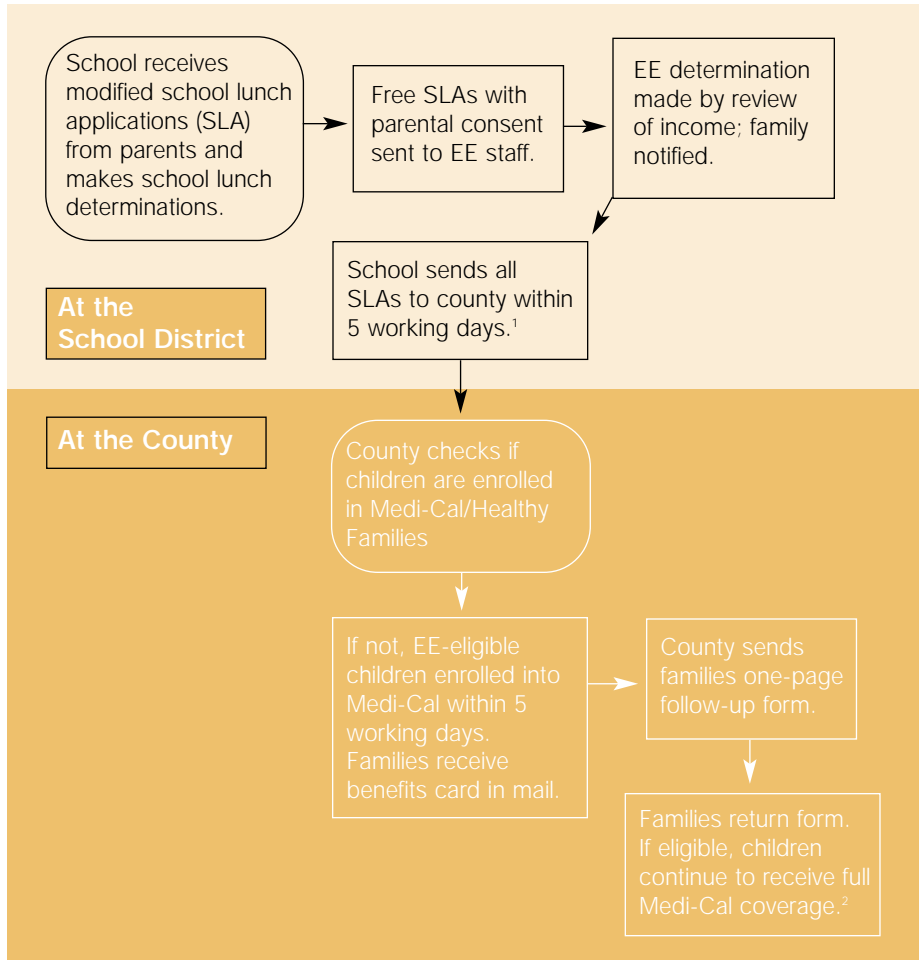 School receives
modified school lunch
applications (SLA)
from parents and
makes school lunch
determinations.
Free SLAs with
parental consent
sent to EE staff.
EE determination
made by review
of income; family
notified.
School sends all
SLAs to county within
5 working days.¹
At the
School District
At the County
County checks if
children are enrolled
in Medi-Cal/Healthy
Families
If not, EE-eligible
children enrolled into
Medi-Cal within 5
working days.
Families receive
benefits card in mail.
County sends
families one-page
follow-up form.
Families return form.
If eligible, children
continue to receive full
Medi-Cal coverage.²